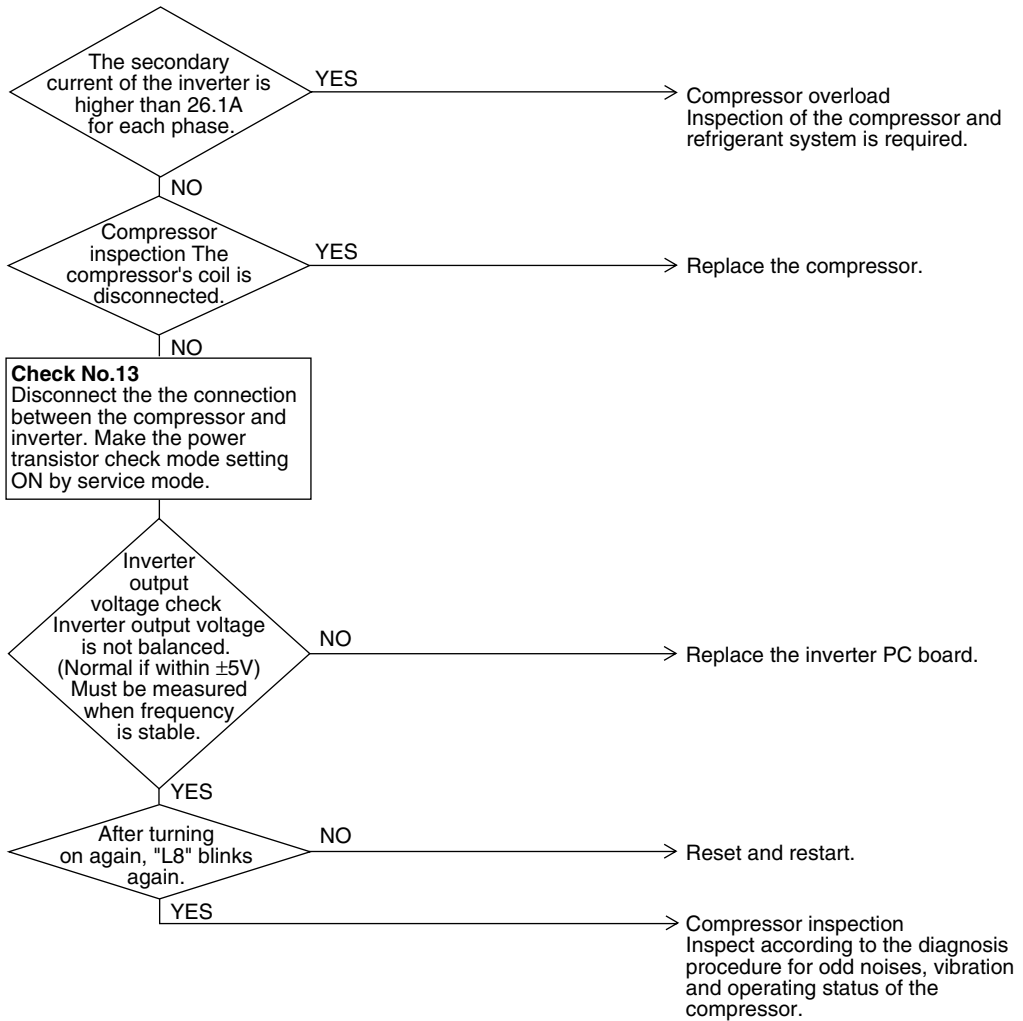 The secondary
current of the inverter is
higher than 26.1A
for each phase.
YES
Compressor overload
Inspection of the compressor and
refrigerant system is required.
NO
Compressor
inspection The
compressor's coil is
disconnected.
YES
Replace the compressor.
NO
Check No.13
Disconnect the the connection
between the compressor and
inverter. Make the power
transistor check mode setting
ON by service mode.
Inverter
output
voltage check
Inverter output voltage
is not balanced.
(Normal if within ±5V)
Must be measured
when frequency
is stable.
NO
Replace the inverter PC board.
YES
After turning
on again, "L8" blinks
again.
NO
Reset and restart.
YES
Compressor inspection
Inspect according to the diagnosis
procedure for odd noises, vibration
and operating status of the
compressor.